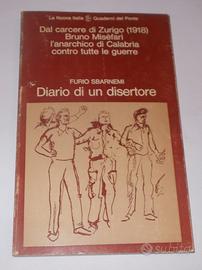 La Nuova Italia Quaderni del Ponte
Dal carcere di Zurigo (1918)
Bruno Misefari
l'anarchico di Calabria
contro tutte le guerre
FURIO SBARNEMI
Diario di un disertore
subito